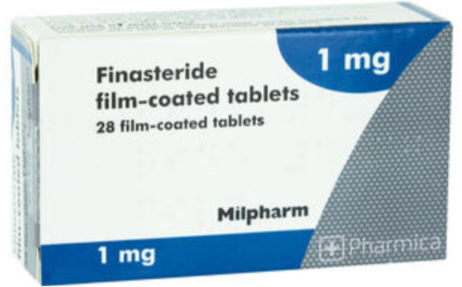 1 mg
Finasteride
film-coated tablets
28 film-coated tablets
Milpharm
1 mg
Pharmica